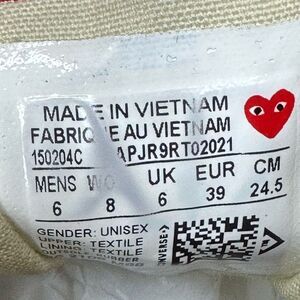 MADE IN VIETNAM
FABRIQUE AU VIETNAM
150204C APJR9RT02021
MENS WO UK EUR CM
6 8 6 39 24.5
GENDER: UNISEX
UPPER: TEXTILE
LINING: TEXTILE
CONVERSE